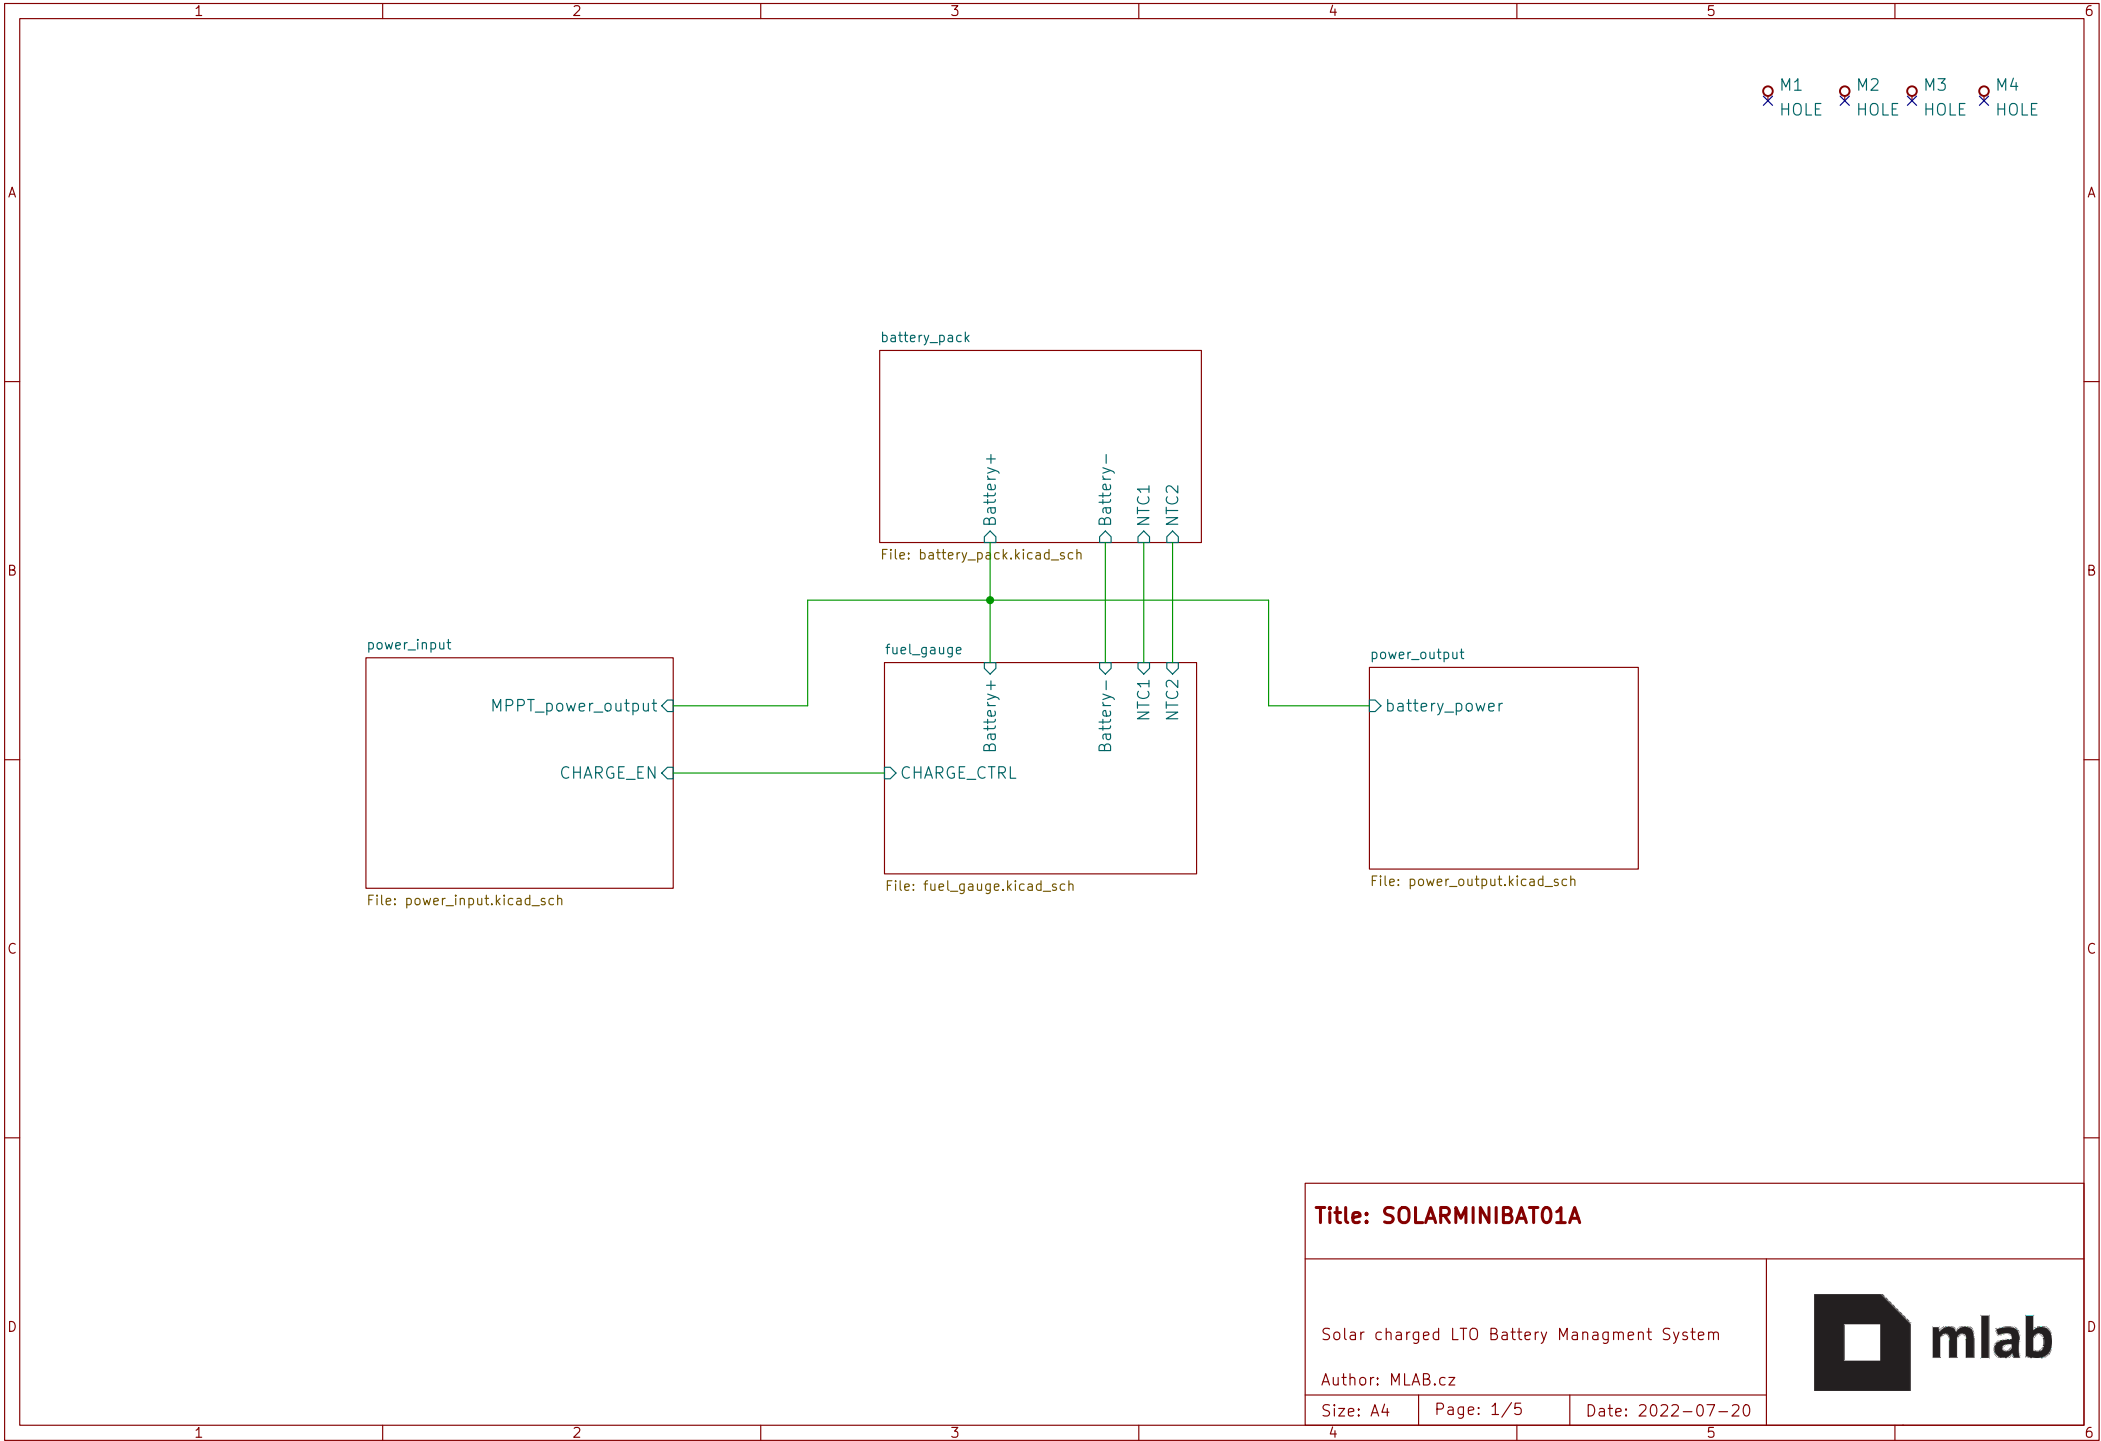 1 2 3 4 5 6
M1 M2 M3 M4
HOLE HOLE HOLE HOLE
A A
battery_pack
Battery+ Battery- NTC1 NTC2
File: battery_pack.kicad_sch
B B
power_input
MPPT_power_output
CHARGE_EN
File: power_input.kicad_sch
fuel_gauge
Battery+ Battery- NTC1 NTC2
CHARGE_CTRL
File: fuel_gauge.kicad_sch
power_output
battery_power
File: power_output.kicad_sch
C C
Title: SOLARMINIBAT01A
Solar charged LTO Battery Managment System
Author: MLAB.cz
Size: A4 Page: 1/5 Date: 2022-07-20
mlab
D D
1 2 3 4 5 6